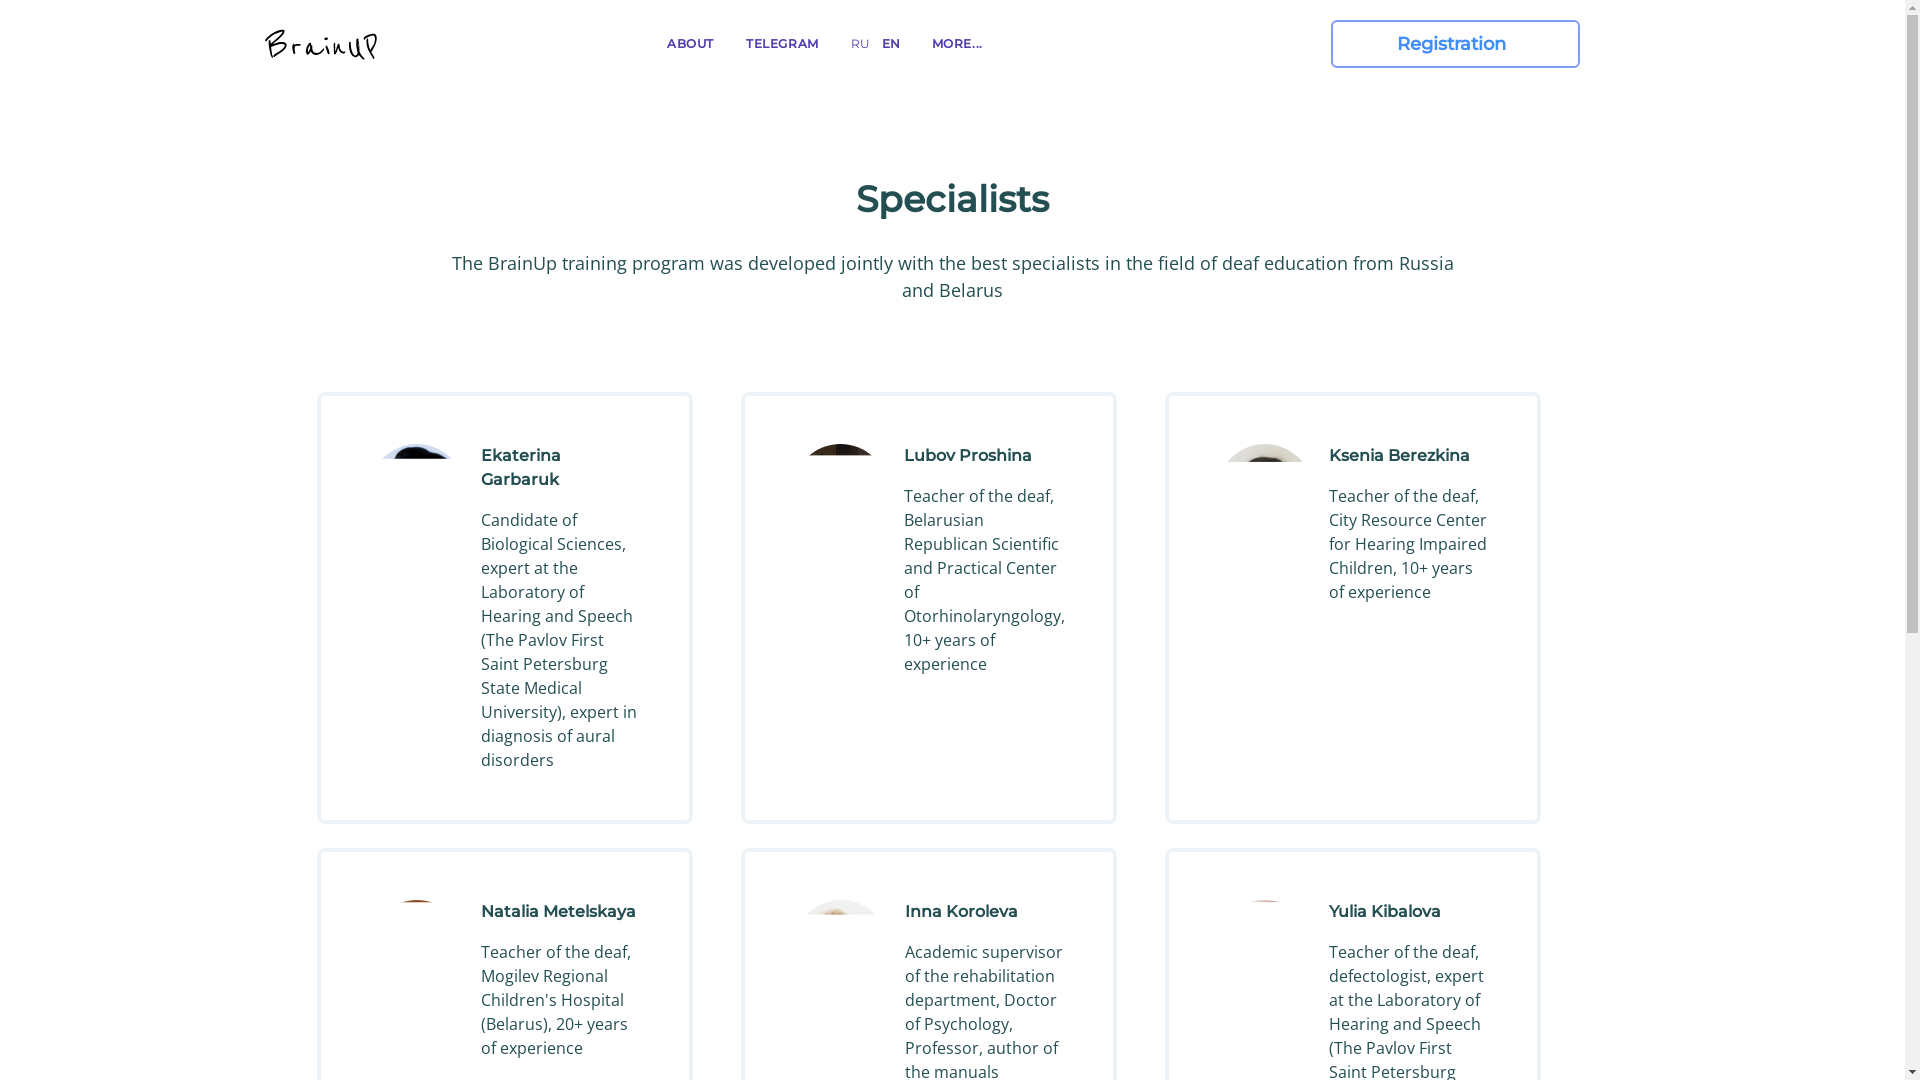 BrainUP
ABOUT
TELEGRAM
RU
EN
MORE...
Registration
Specialists
The BrainUp training program was developed jointly with the best specialists in the field of deaf education from Russia
and Belarus
Ekaterina
Garbaruk
Candidate of
Biological Sciences,
expert at the
Laboratory of
Hearing and Speech
(The Pavlov First
Saint Petersburg
State Medical
University), expert in
diagnosis of aural
disorders
Lubov Proshina
Teacher of the deaf,
Belarusian
Republican Scientific
and Practical Center
of
Otorhinolaryngology,
10+ years of
experience
Ksenia Berezkina
Teacher of the deaf,
City Resource Center
for Hearing Impaired
Children, 10+ years
of experience
Natalia Metelskaya
Teacher of the deaf,
Mogilev Regional
Children's Hospital
(Belarus), 20+ years
of experience
Inna Koroleva
Academic supervisor
of the rehabilitation
department, Doctor
of Psychology,
Professor, author of
the manuals
Yulia Kibalova
Teacher of the deaf,
defectologist, expert
at the Laboratory of
Hearing and Speech
(The Pavlov First
Saint Petersburg